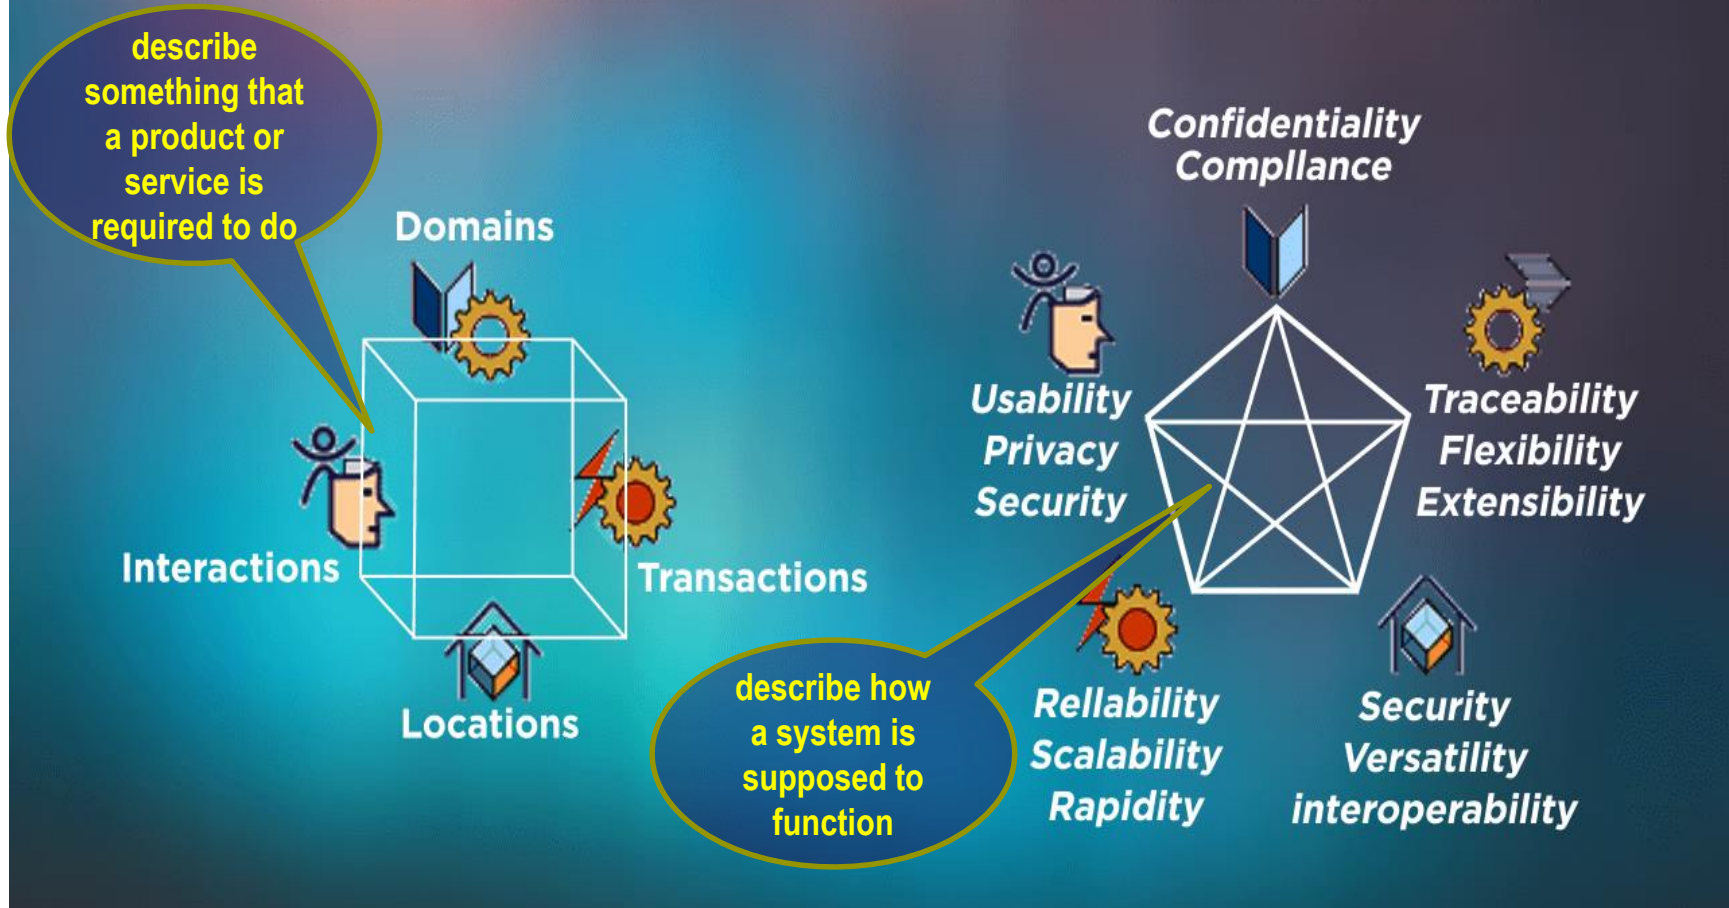 describe
something that
a product or
service is
required to do
Domains
Interactions
Transactions
Locations
Confidentiality
Compllance
Usability
Privacy
Security
Traceability
Flexibility
Extensibility
describe how
a system is
supposed to
function
Rellability
Scalability
Rapidity
Security
Versatility
interoperability